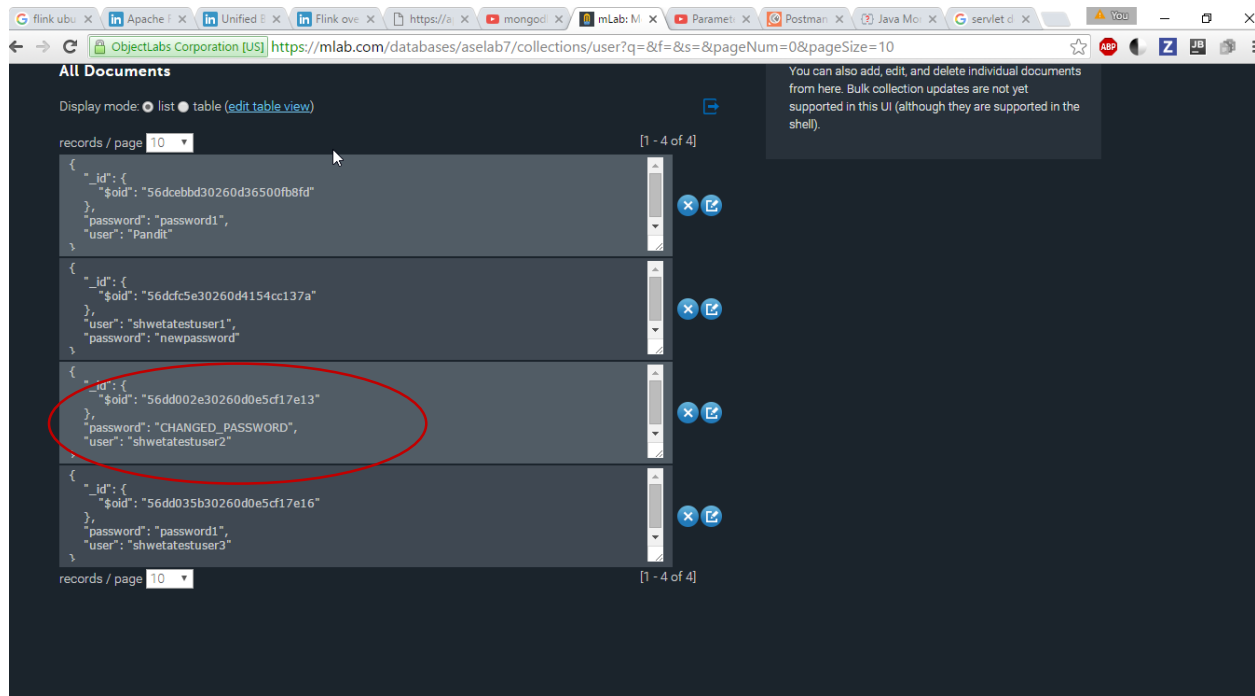 flink ubu
Apache F
Unified E
Flink ove
https://a
mongod
mLab: M
Paramet
Postman
Java Mo
servlet d
You
ObjectLabs Corporation [US] https://mlab.com/databases/aselab7/collections/user?q=&f=&s=&pageNum=0&pageSize=10
ABP
Z
JB
All Documents
Display mode: list table (edit table view)
records / page 10
[1 - 4 of 4]
{
"_id": {
"$oid": "56dcebbd30260d36500fb8fd"
},
"password": "password1",
"user": "Pandit"
}
{
"_id": {
"$oid": "56dcfc5e30260d4154cc137a"
},
"user": "shwetatestuser1",
"password": "newpassword"
}
{
"_id": {
"$oid": "56dd002e30260d0e5cf17e13"
},
"password": "CHANGED_PASSWORD",
"user": "shwetatestuser2"
}
{
"_id": {
"$oid": "56dd035b30260d0e5cf17e16"
},
"password": "password1",
"user": "shwetatestuser3"
}
records / page 10
[1 - 4 of 4]
You can also add, edit, and delete individual documents
from here. Bulk collection updates are not yet
supported in this UI (although they are supported in the
shell).